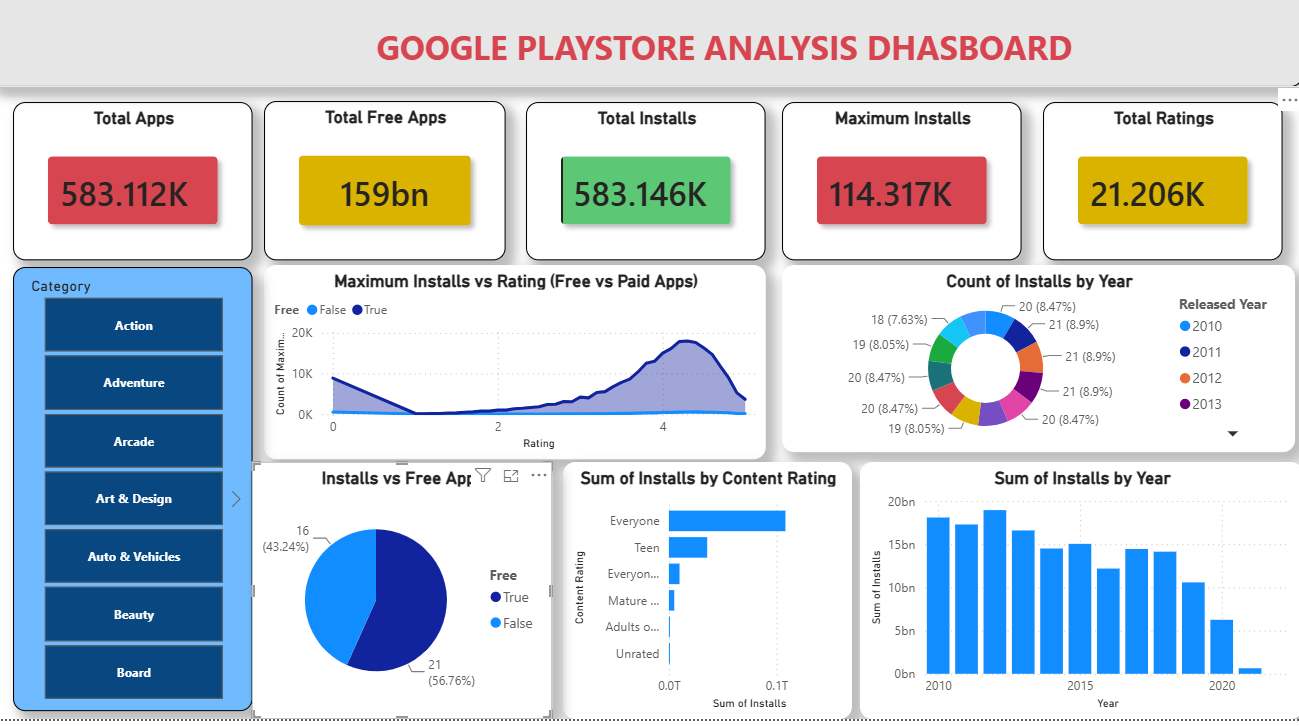 GOOGLE PLAYSTORE ANALYSIS DHASBOARD
Total Apps
583.112K
Total Free Apps
159bn
Total Installs
583.146K
Maximum Installs
114.317K
Total Ratings
21.206K
Category
Action
Adventure
Arcade
Art & Design
Auto & Vehicles
Beauty
Board
Maximum Installs vs Rating (Free vs Paid Apps)
Free False True
Count of Maxim...
20K
10K
0K
0 2 4
Rating
Count of Installs by Year
20 (8.47%)
21 (8.9%)
21 (8.9%)
21 (8.9%)
20 (8.47%)
19 (8.05%)
20 (8.47%)
20 (8.47%)
19 (8.05%)
18 (7.63%)
Released Year
2010
2011
2012
2013
Installs vs Free App
16
(43.24%)
21
(56.76%)
Free
True
False
Sum of Installs by Content Rating
Content Rating
Everyone
Teen
Everyon...
Mature ...
Adults o...
Unrated
0.0T 0.1T
Sum of Installs
Sum of Installs by Year
Sum of Installs
20bn
15bn
10bn
5bn
0bn
2010 2015 2020
Year